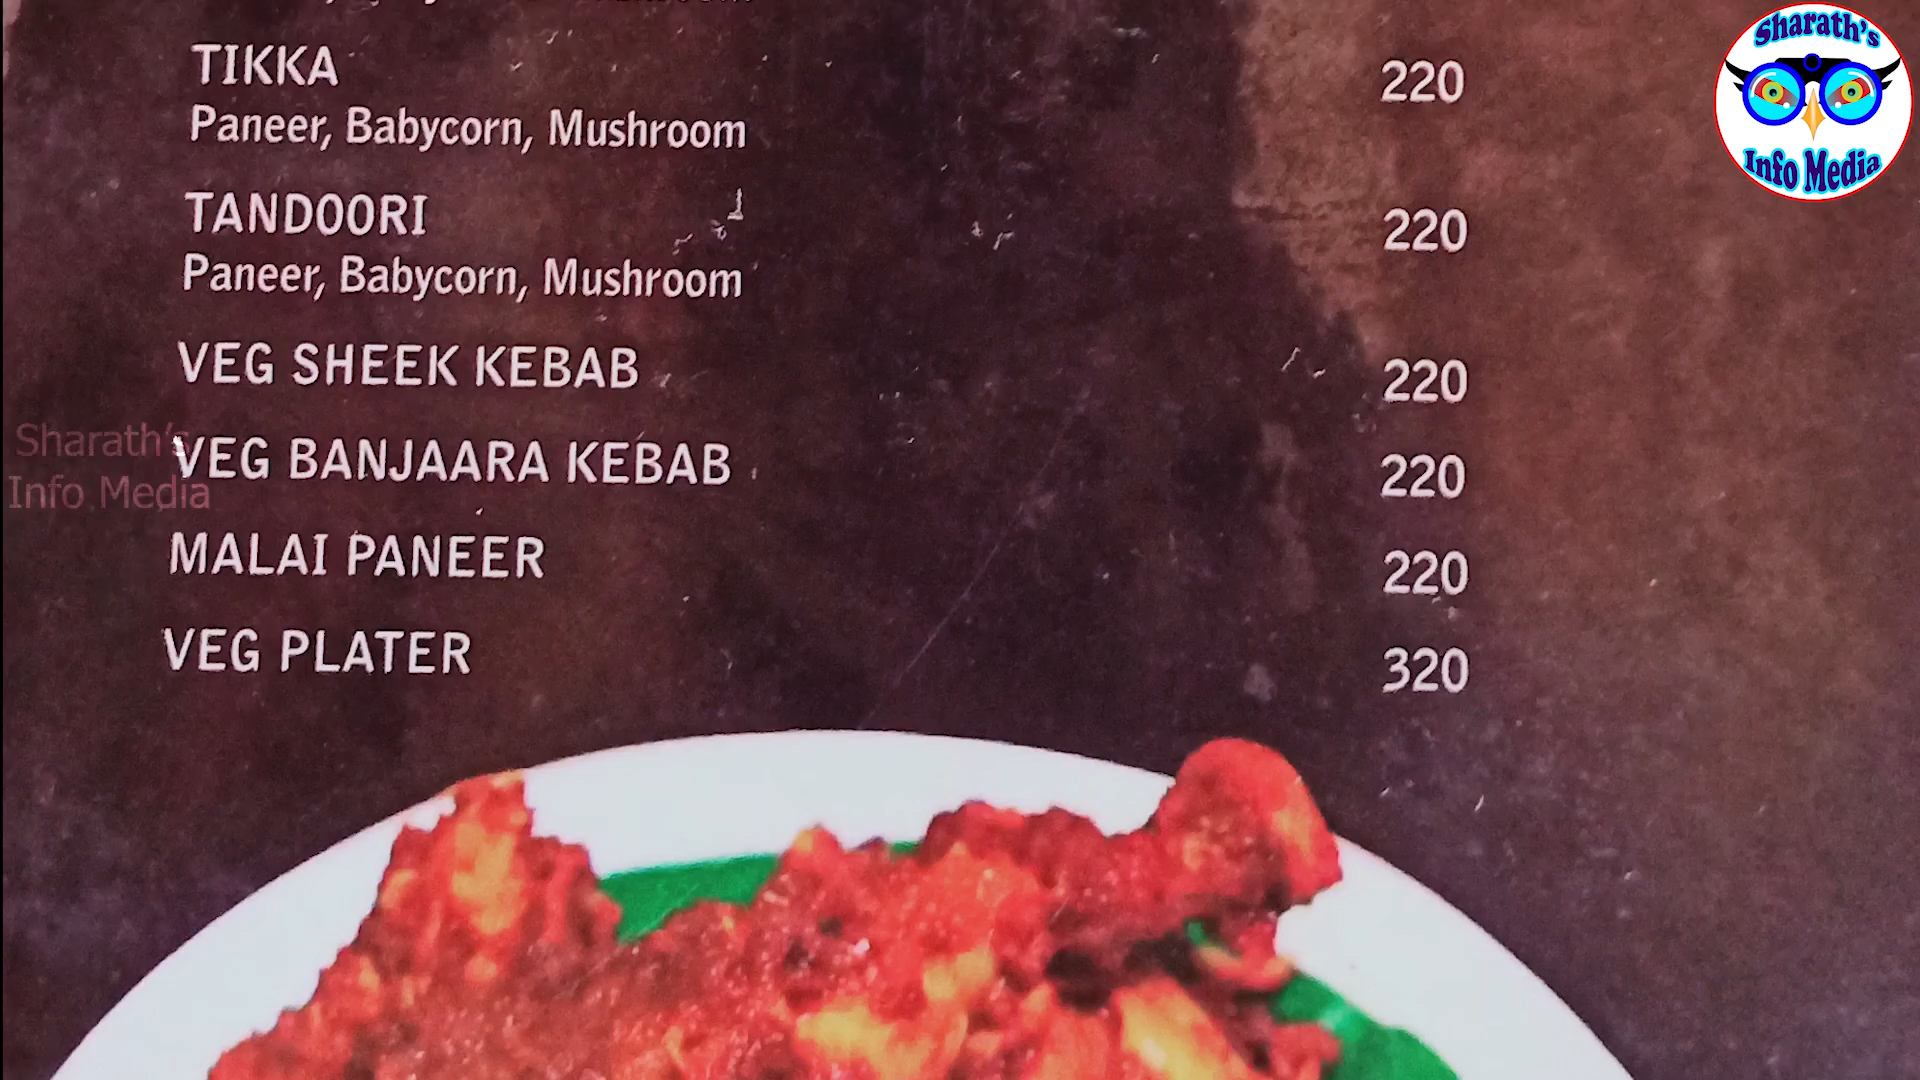 TIKKA 220
Paneer, Babycorn, Mushroom
TANDOORI 220
Paneer, Babycorn, Mushroom
VEG SHEEK KEBAB 220
VEG BANJAARA KEBAB 220
MALAI PANEER 220
VEG PLATER 320
Sharath's
Info Media
Sharath's
Info Media